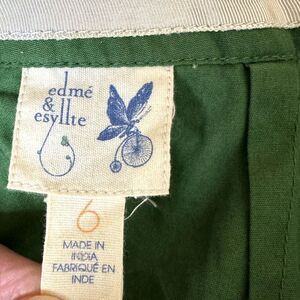 edmé
&
esyllte
6
MADE IN
INDIA
FABRIQUÉ EN
INDE